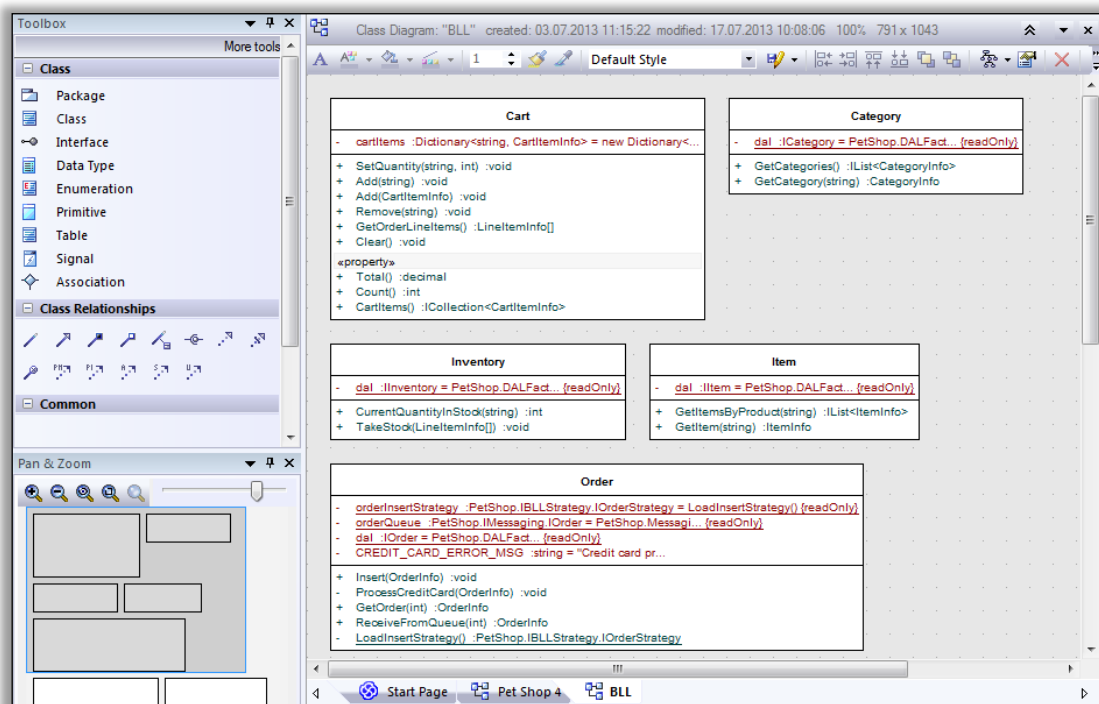 Toolbox
More tools
Class
Package
Class
Interface
Data Type
Enumeration
Primitive
Table
Signal
Association
Class Relationships
Common
Pan & Zoom
Class Diagram: "BLL" created: 03.07.2013 11:15:22 modified: 17.07.2013 10:08:06 100% 791 x 1043
A 1 Default Style
Cart
- cartItems :Dictionary<string, CartItemInfo> = new Dictionary<...
+ SetQuantity(string, int) :void
+ Add(string) :void
+ Add(CartItemInfo) :void
+ Remove(string) :void
+ GetOrderLineItems() :LineItemInfo[]
+ Clear() :void
«property»
+ Total() :decimal
+ Count() :int
+ CartItems() :ICollection<CartItemInfo>
Category
- dal :ICategory = PetShop.DALFact... {readOnly}
+ GetCategories() :IList<CategoryInfo>
+ GetCategory(string) :CategoryInfo
Inventory
- dal :IInventory = PetShop.DALFact... {readOnly}
+ CurrentQuantityInStock(string) :int
+ TakeStock(LineItemInfo[]) :void
Item
- dal :IItem = PetShop.DALFact... {readOnly}
+ GetItemsByProduct(string) :IList<ItemInfo>
+ GetItem(string) :ItemInfo
Order
- orderInsertStrategy :PetShop.IBLLStrategy.IOrderStrategy = LoadInsertStrategy() {readOnly}
- orderQueue :PetShop.IMessaging.IOrder = PetShop.Messagi... {readOnly}
- dal :IOrder = PetShop.DALFact... {readOnly}
- CREDIT_CARD_ERROR_MSG :string = "Credit card pr...
+ Insert(OrderInfo) :void
- ProcessCreditCard(OrderInfo) :void
+ GetOrder(int) :OrderInfo
+ ReceiveFromQueue(int) :OrderInfo
- LoadInsertStrategy() :PetShop.IBLLStrategy.IOrderStrategy
Start Page Pet Shop 4 BLL